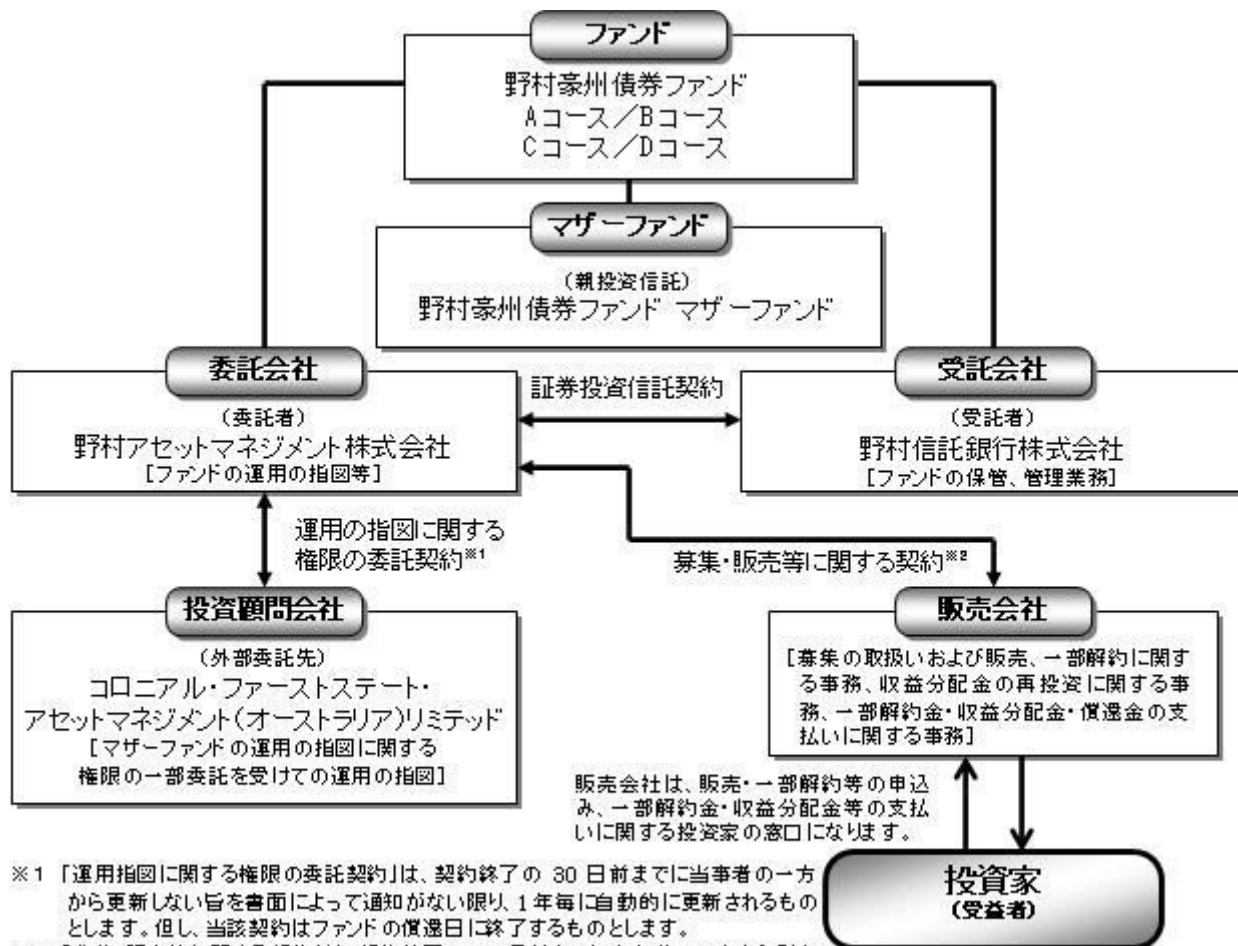 ファンド
野村豪州債券ファンド
Aコース／Bコース
Cコース／Dコース
マザーファンド
(親投資信託)
野村豪州債券ファンド マザーファンド
委託会社
(委託者)
野村アセットマネジメント株式会社
[ファンドの運用の指図等]
証券投資信託契約
受託会社
(受託者)
野村信託銀行株式会社
[ファンドの保管、管理業務]
運用の指図に関する
権限の委託契約※1
募集・販売等に関する契約※2
投資顧問会社
(外部委託先)
コロニアル・ファーストステート・
アセットマネジメント(オーストラリア)リミテッド
[マザーファンドの運用の指図に関する
権限の一部委託を受けての運用の指図]
販売会社
[募集の取扱いおよび販売、一部解約に関す
る事務、収益分配金の再投資に関する事
務、一部解約金・収益分配金・償還金の支
払いに関する事務]
販売会社は、販売・一部解約等の申込
み、一部解約金・収益分配金等の支払
いに関する投資家の窓口になります。
投資家
(受益者)
※1 「運用指図に関する権限の委託契約」は、契約終了の 30 日前までに当事者の一方
から更新しない旨を書面によって通知がない限り、1年毎に自動的に更新されるもの
とします。但し、当該契約はファンドの償還日に終了するものとします。